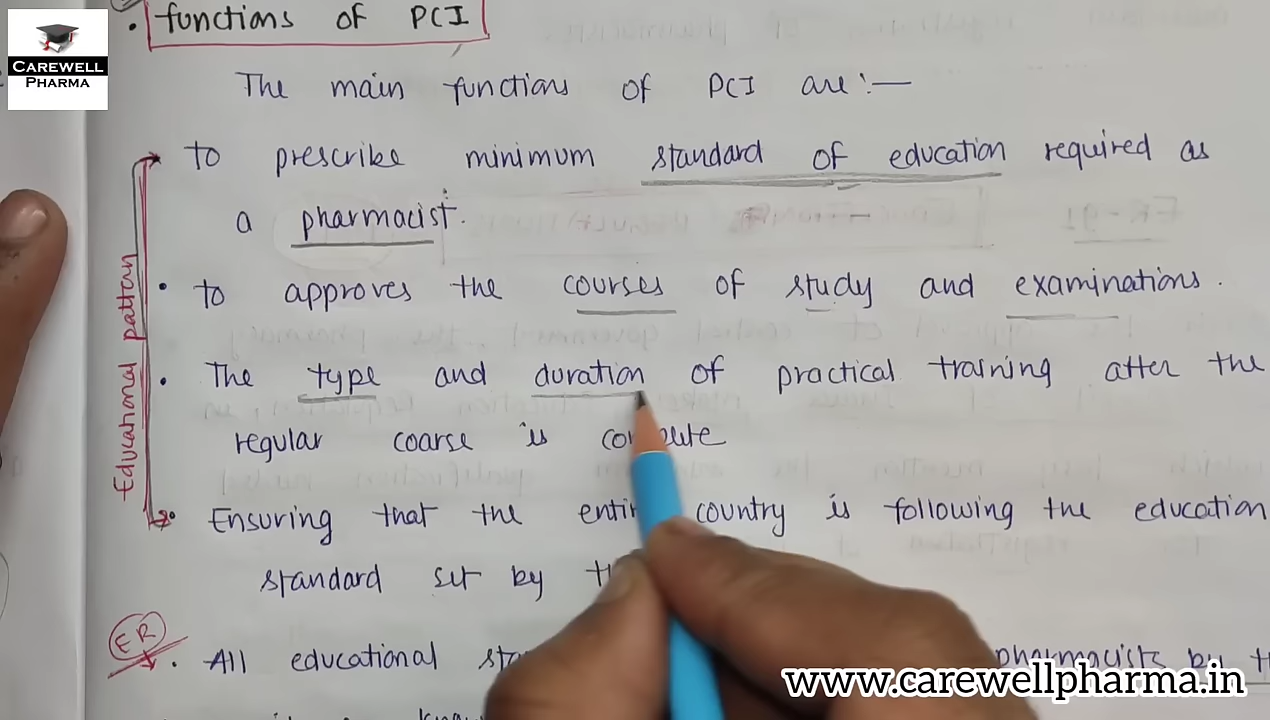 functions of PCI
CAREWELL
PHARMA
The main functions of PCI are :—
to prescribe minimum standard of education required as
a pharmacist.
• to approves the courses of study and examinations.
• The type and duration of practical training after the
regular coarse is
Ensuring that the country is following the education
standard set by
Educational pattan
ER
• All educational pharmacists by
www.carewellpharma.in